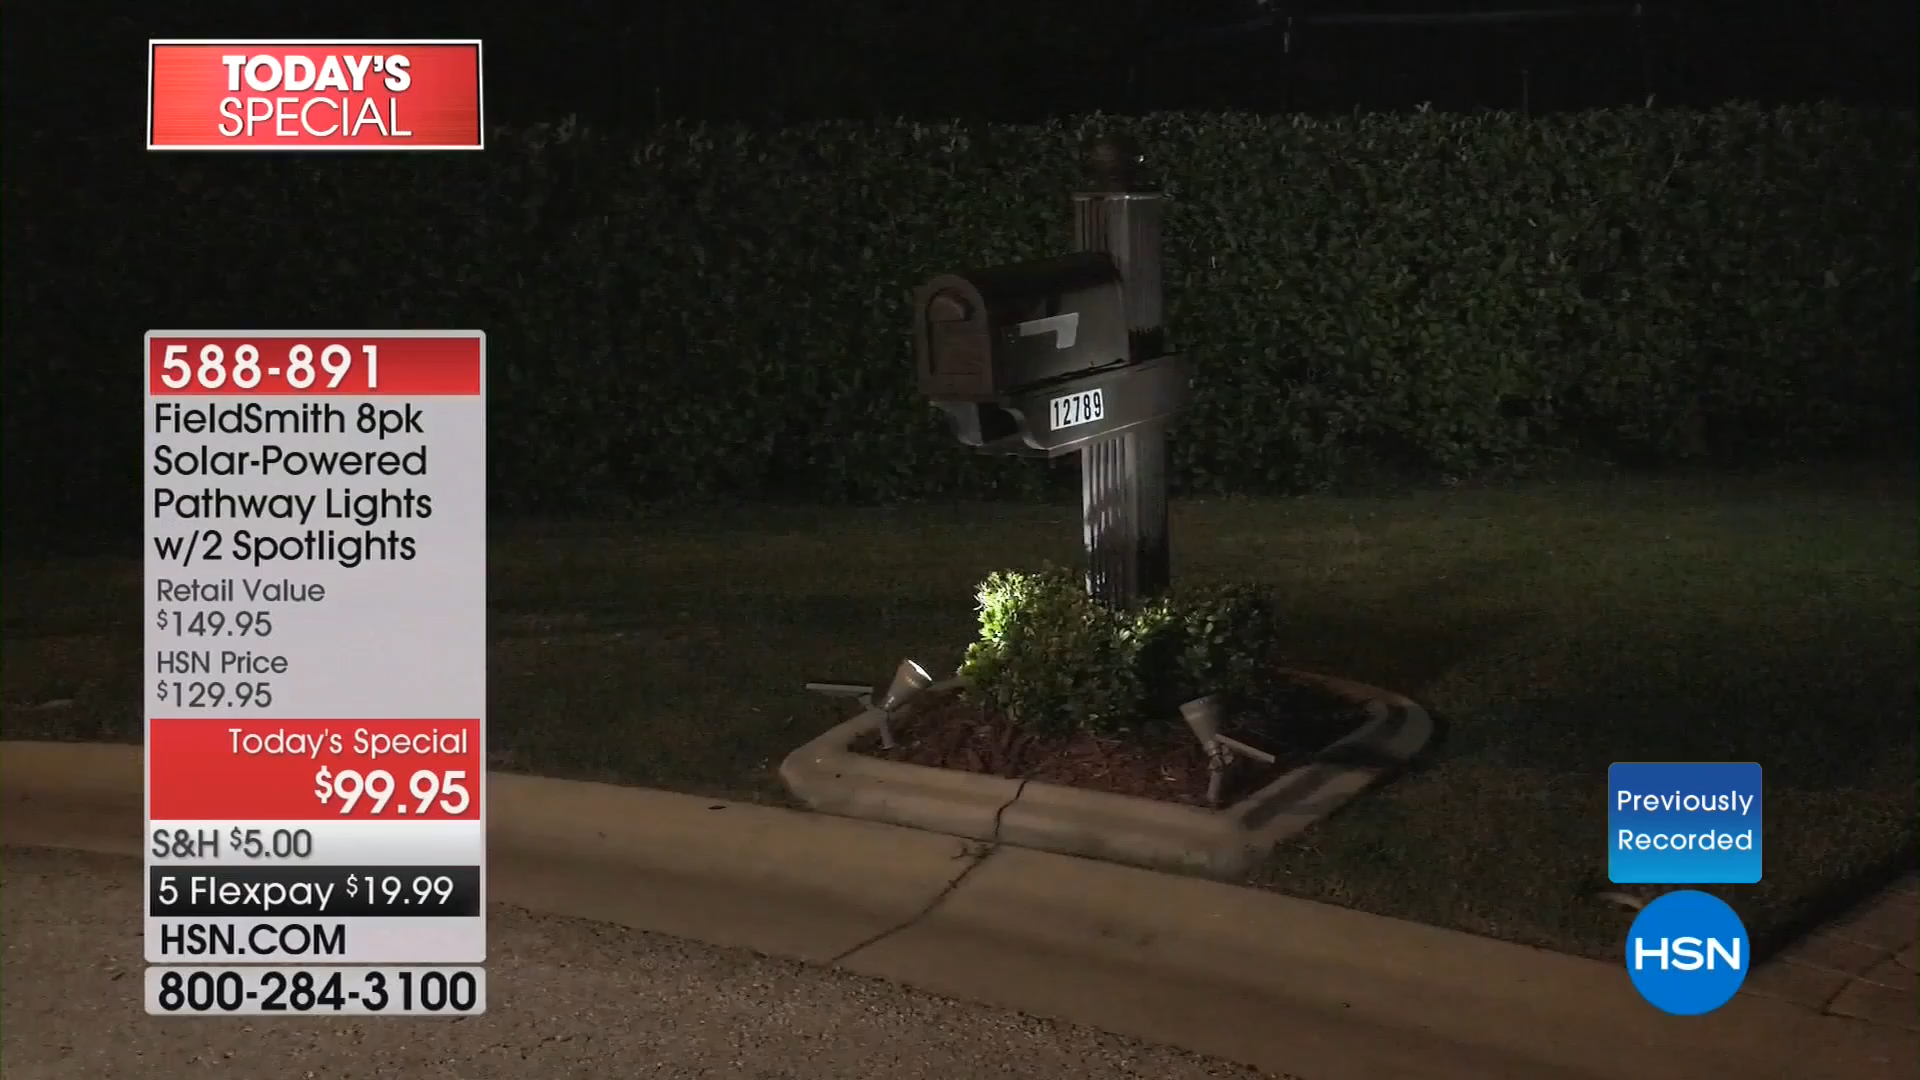 TODAY'S
SPECIAL
588-891
FieldSmith 8pk
Solar-Powered
Pathway Lights
w/2 Spotlights
Retail Value
$149.95
HSN Price
$129.95
Today's Special
$99.95
S&H $5.00
5 Flexpay $19.99
HSN.COM
800-284-3100
12789
Previously
Recorded
HSN